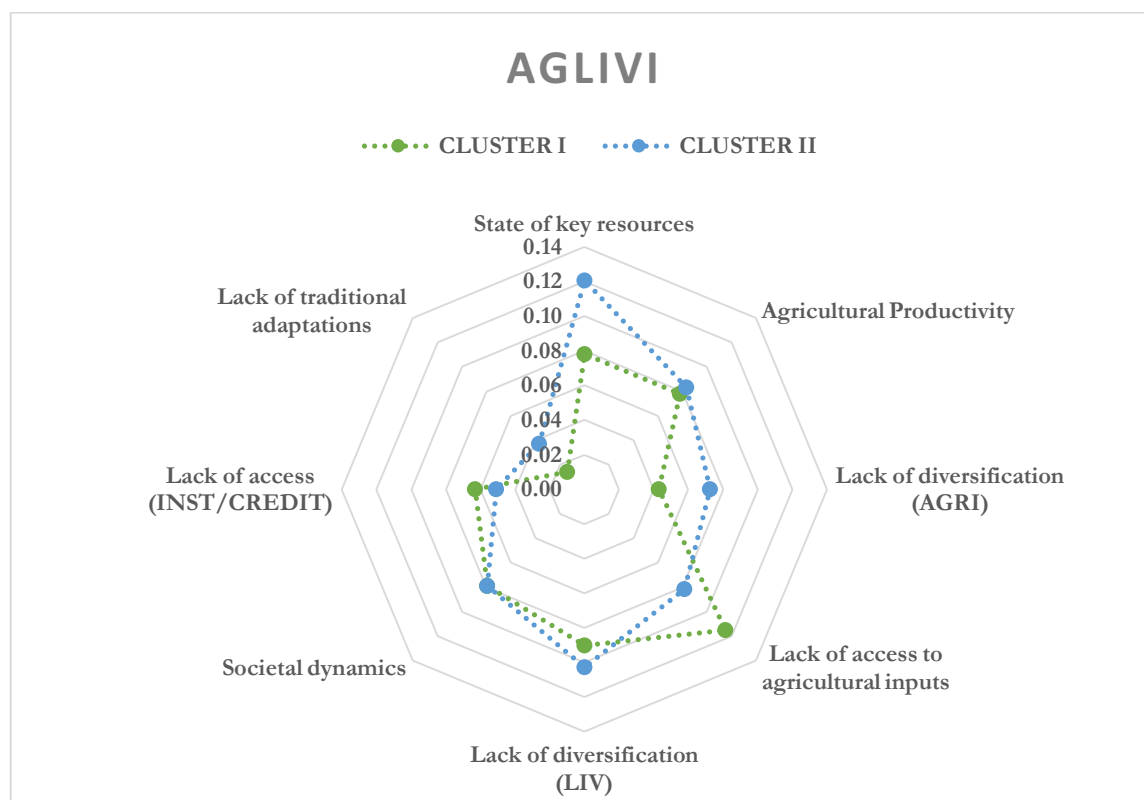 AGLIVI
CLUSTER I
CLUSTER II
State of key resources
0.14
0.12
0.10
0.08
0.06
0.04
0.02
0.00
Agricultural Productivity
Lack of diversification
(AGRI)
Lack of access to
agricultural inputs
Lack of diversification
(LIV)
Societal dynamics
Lack of access
(INST/CREDIT)
Lack of traditional
adaptations